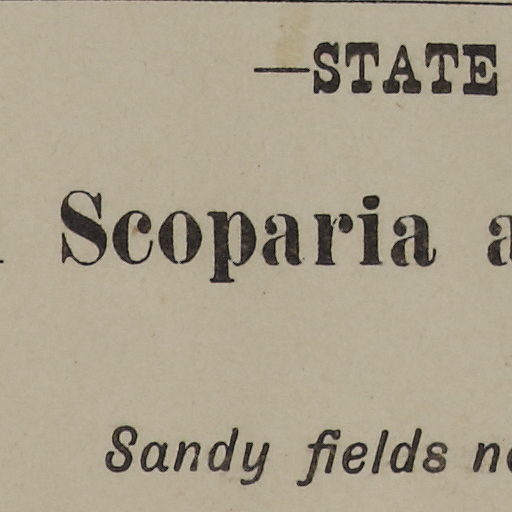 —STATE
Scoparia
Sandy fields